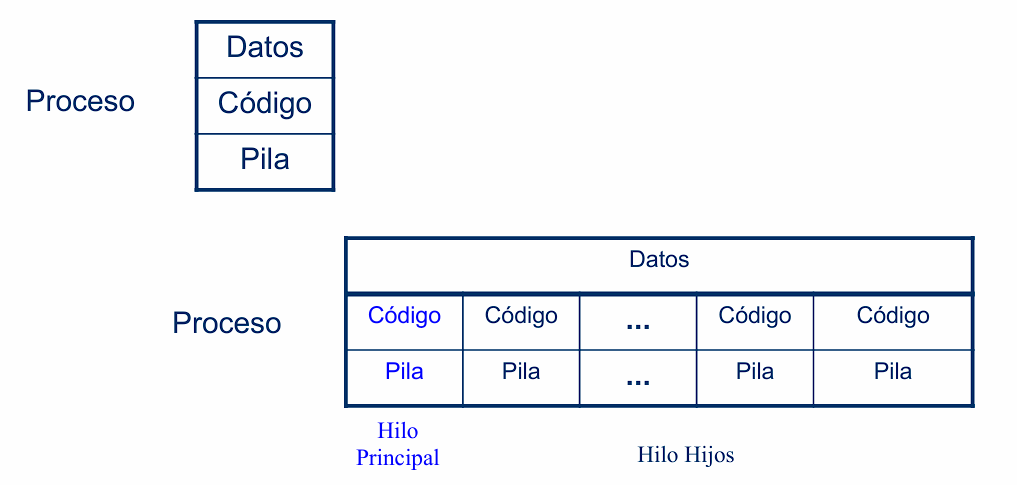 Datos
Proceso
Código
Pila
Datos
Proceso
Código Código ... Código Código
Pila Pila ... Pila Pila
Hilo
Principal
Hilo Hijos